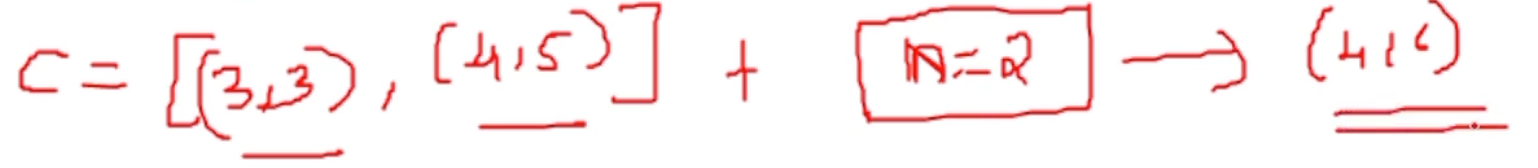 C = [(3,3), (4,5)] + n=2 → (4,6)